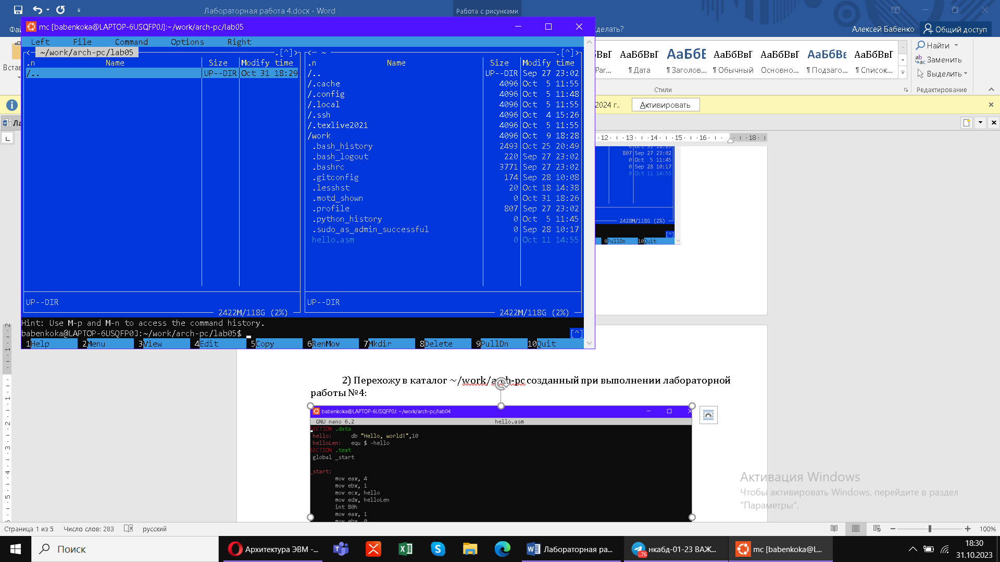 Лабораторная работа 4.docx - Word
Работа с рисунками
mc [babenkoka@LAPTOP-6USQFP0J]:~/work/arch-pc/lab05
Алексей Бабенко
Общий доступ
Left File Command Options Right
<- ~/work/arch-pc/lab05 .[^]>
.n Name Size Modify time
/.. UP--DIR Oct 31 18:29
UP--DIR
2422M/118G (2%)
<- ~ .[^]>
.n Name Size Modify time
/.. UP--DIR Sep 27 23:02
/.cache 4096 Oct 5 11:55
/.config 4096 Oct 5 11:48
/.local 4096 Oct 5 11:55
/.ssh 4096 Oct 4 15:26
/.texlive2021 4096 Oct 5 11:55
/work 4096 Oct 9 18:28
.bash_history 2493 Oct 25 20:49
.bash_logout 220 Sep 27 23:02
.bashrc 3771 Sep 27 23:02
.gitconfig 174 Sep 28 10:08
.lesshst 20 Oct 18 14:38
.motd_shown 0 Oct 31 18:26
.profile 807 Sep 27 23:02
.python_history 0 Oct 5 11:45
.sudo_as_admin_successful 0 Sep 28 10:17
hello.asm 0 Oct 11 14:55
UP--DIR
2422M/118G (2%)
Hint: Use M-p and M-n to access the command history.
babenkoka@LAPTOP-6USQFP0J:~/work/arch-pc/lab05$ [^]
1Help 2Menu 3View 4Edit 5Copy 6RenMov 7Mkdir 8Delete 9PullDn 10Quit
АаБбВвГ АаБбЕ АаБбВвГ АаБбВвГ АаБбВв АаБбВвГ
¶ Дата ¶ Заголов... ¶ Обычный Основно... ¶ Подзаго... ¶ Список...
Стили
Найти
Заменить
Выделить
Редактирование
2024 г..
Активировать
12 13 14 15 16 18
807 Sep 27 23:02
0 Oct 5 11:45
0 Sep 28 10:17
0 Oct 11 14:55
2428M/118G (2%)
[^]
9PullDn 10Quit
2) Перехожу в каталог ~/work/arch-pc созданный при выполнении лабораторной
работы №4:
babenkoka@LAPTOP-6USQFP0J: ~/work/arch-pc/lab04
GNU nano 6.2 hello.asm
SECTION .data
hello: db "Hello, world!",10
helloLen: equ $ -hello
SECTION .text
global _start
_start:
mov eax, 4
mov ebx, 1
mov ecx, hello
mov edx, helloLen
int 80h
mov eax, 1
mov ebx, 0
Активация Windows
Чтобы активировать Windows, перейдите в раздел
"Параметры".
Страница 1 из 5 Число слов: 283 русский 100%
Поиск
Архитектура ЭВМ -...
Лабораторная ра...
нкабд-01-23 ВАЖ...
mc [babenkoka@L...
18:30
31.10.2023